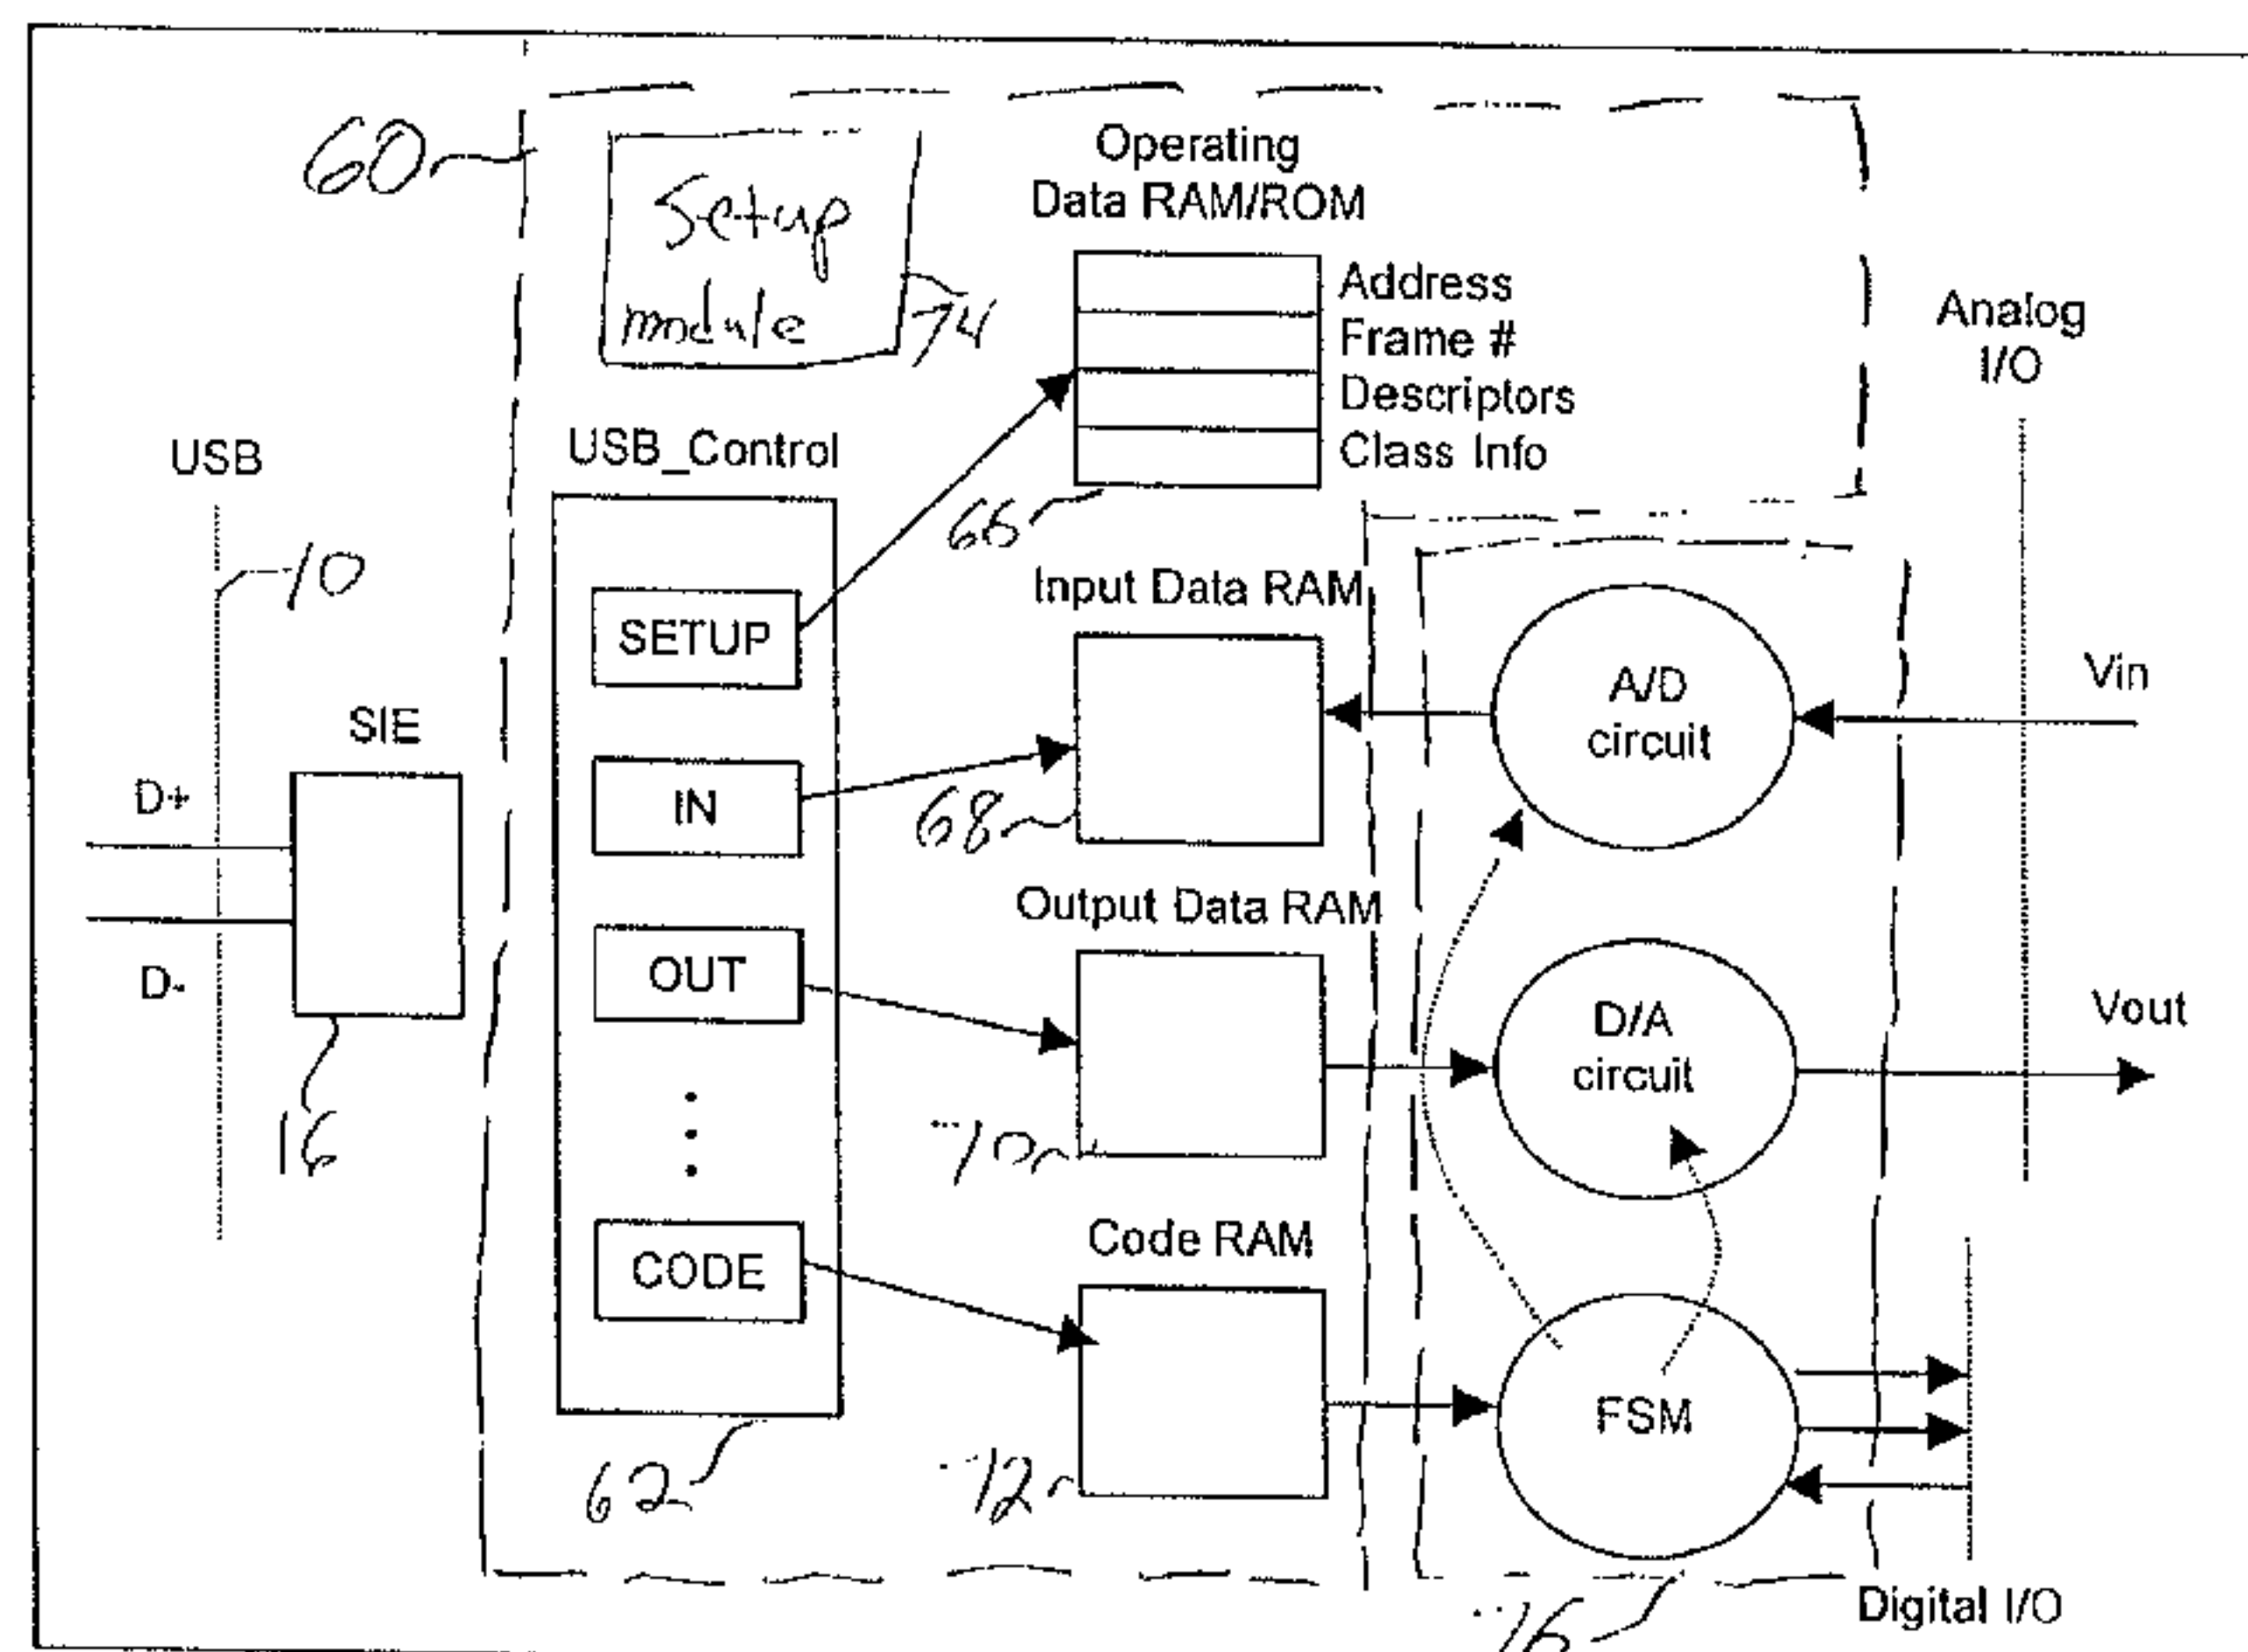 60
Setup
module
74
Operating
Data RAM/ROM
Address
Frame #
Descriptors
Class Info
66
Analog
I/O
USB
10
USB_Control
SETUP
IN
OUT
CODE
62
SIE
D+
D-
16
Input Data RAM
68
Output Data RAM
70
Code RAM
72
A/D
circuit
Vin
D/A
circuit
Vout
FSM
76
Digital I/O